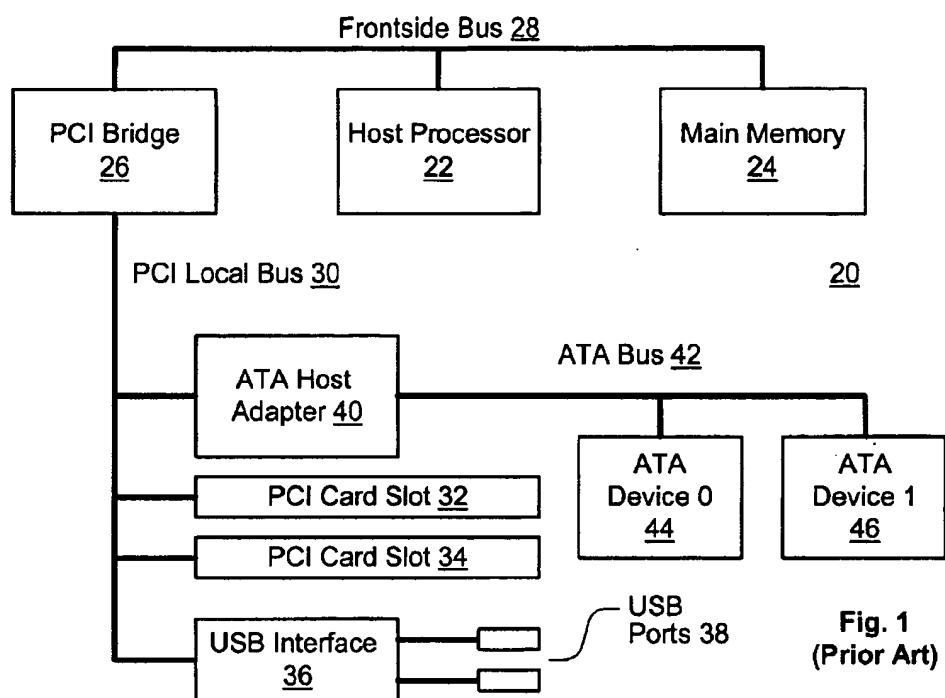 Frontside Bus 28
PCI Bridge
26
Host Processor
22
Main Memory
24
PCI Local Bus 30
20
ATA Host
Adapter 40
ATA Bus 42
ATA
Device 0
44
ATA
Device 1
46
PCI Card Slot 32
PCI Card Slot 34
USB Interface
36
USB
Ports 38
Fig. 1
(Prior Art)